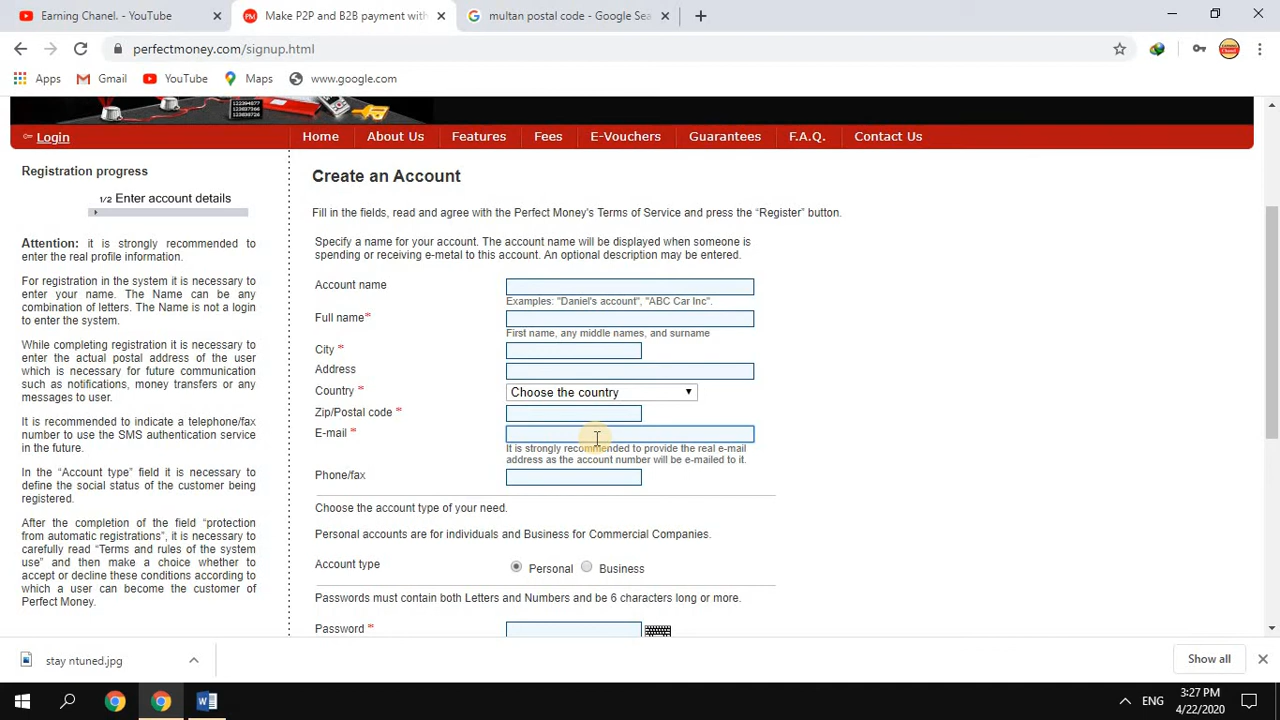 Earning Chanel. - YouTube
Make P2P and B2B payment with
multan postal code - Google Sea
perfectmoney.com/signup.html
Apps Gmail YouTube Maps www.google.com
Login
Home About Us Features Fees E-Vouchers Guarantees F.A.Q. Contact Us
Registration progress
1/2 Enter account details
Attention: it is strongly recommended to
enter the real profile information.
For registration in the system it is necessary to
enter your name. The Name can be any
combination of letters. The Name is not a login
to enter the system.
While completing registration it is necessary to
enter the actual postal address of the user
which is necessary for future communication
such as notifications, money transfers or any
messages to user.
It is recommended to indicate a telephone/fax
number to use the SMS authentication service
in the future.
In the "Account type" field it is necessary to
define the social status of the customer being
registered.
After the completion of the field "protection
from automatic registrations", it is necessary to
carefully read "Terms and rules of the system
use" and then make a choice whether to
accept or decline these conditions according to
which a user can become the customer of
Perfect Money.
Create an Account
Fill in the fields, read and agree with the Perfect Money's Terms of Service and press the "Register" button.
Specify a name for your account. The account name will be displayed when someone is
spending or receiving e-metal to this account. An optional description may be entered.
Account name
Examples: "Daniel's account", "ABC Car Inc".
Full name*
First name, any middle names, and surname
City *
Address
Country * Choose the country
Zip/Postal code *
E-mail *
It is strongly recommended to provide the real e-mail
address as the account number will be e-mailed to it.
Phone/fax
Choose the account type of your need.
Personal accounts are for individuals and Business for Commercial Companies.
Account type Personal Business
Passwords must contain both Letters and Numbers and be 6 characters long or more.
Password *
stay ntuned.jpg
Show all
ENG
3:27 PM
4/22/2020